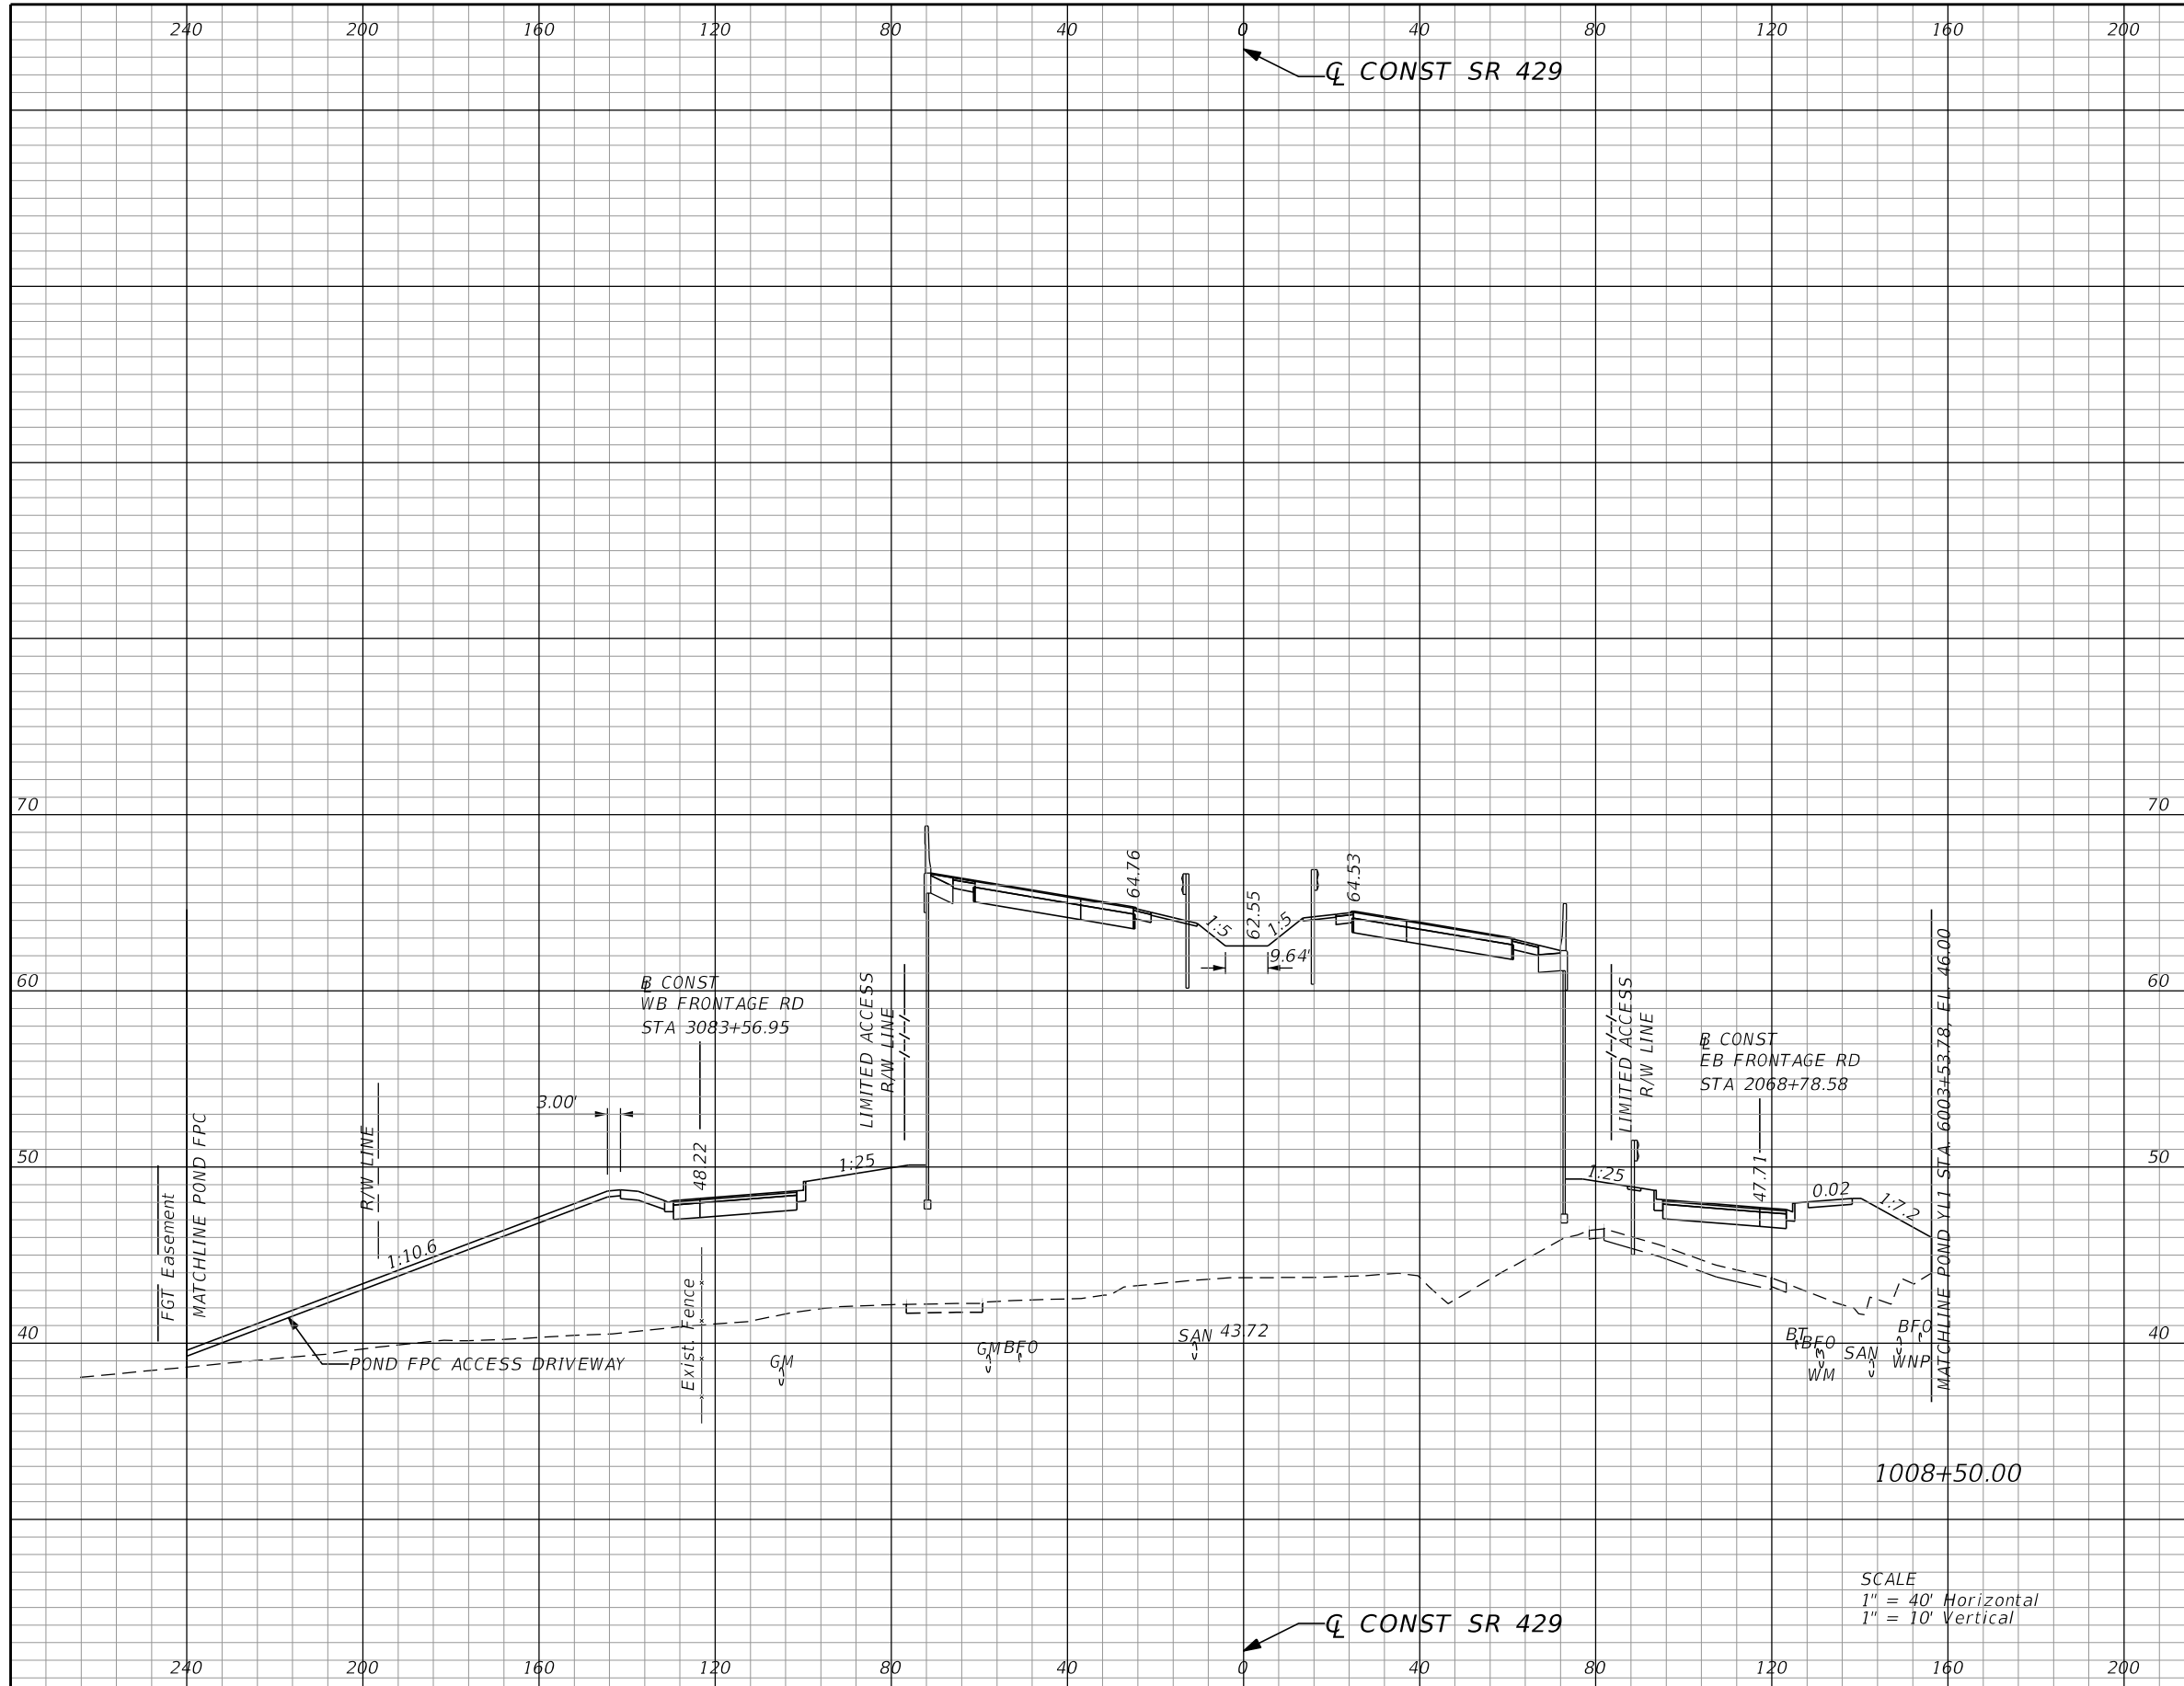 240 200 160 120 80 40 0 40 80 120 160 200
℄ CONST SR 429
70 70
64.76
64.53
62.55
1:5
1:5
9.64'
60 60
℄ CONST
WB FRONTAGE RD
STA 3083+56.95
LIMITED ACCESS
R/W LINE
LIMITED ACCESS
R/W LINE
MATCHLINE POND YL1 STA. 6003+53.78, EL. 46.00
B CONST
EB FRONTAGE RD
STA 2068+78.58
3.00'
R/W LINE
MATCHLINE POND FPC
FGT Easement
50 50
48.22
1:25
1:25
47.71
0.02
1:7.2
1:10.6
Exist. Fence
40 40
POND FPC ACCESS DRIVEWAY
GM
GM BFO
SAN 43.72
BT
BFO
WM
SAN
BFO
WNP
1008+50.00
SCALE
1" = 40' Horizontal
1" = 10' Vertical
℄ CONST SR 429
240 200 160 120 80 40 0 40 80 120 160 200